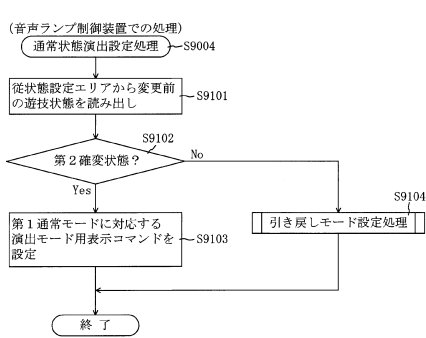 (音声ランプ制御装置での処理)
通常状態演出設定処理
S9004
従状態設定エリアから変更前
の遊技状態を読み出し
S9101
S9102
第2確変状態?
No
Yes
S9104
第1通常モードに対応する
演出モード用表示コマンドを
設定
S9103
引き戻しモード設定処理
終了